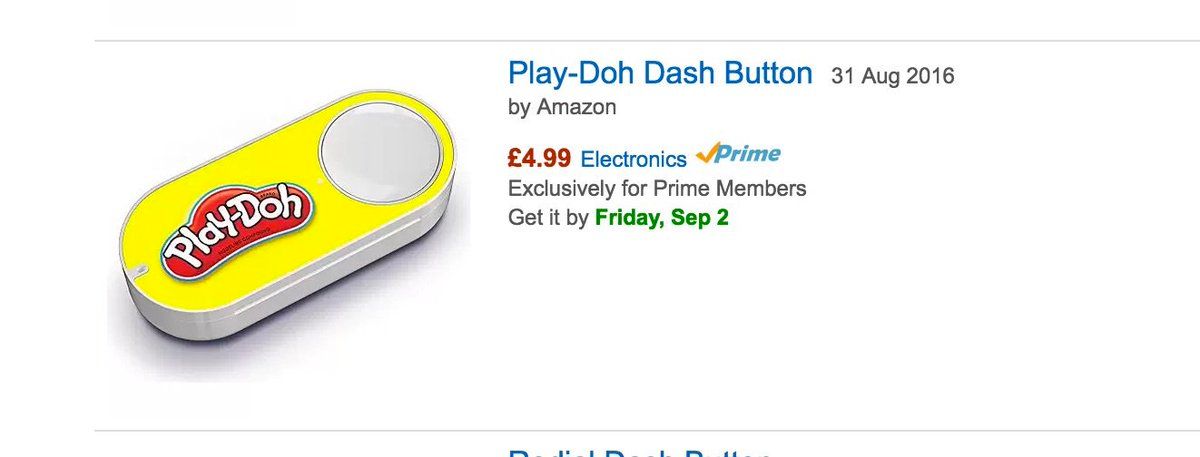 Play-Doh Dash Button 31 Aug 2016
by Amazon
£4.99 Electronics Prime
Exclusively for Prime Members
Get it by Friday, Sep 2
Play-Doh